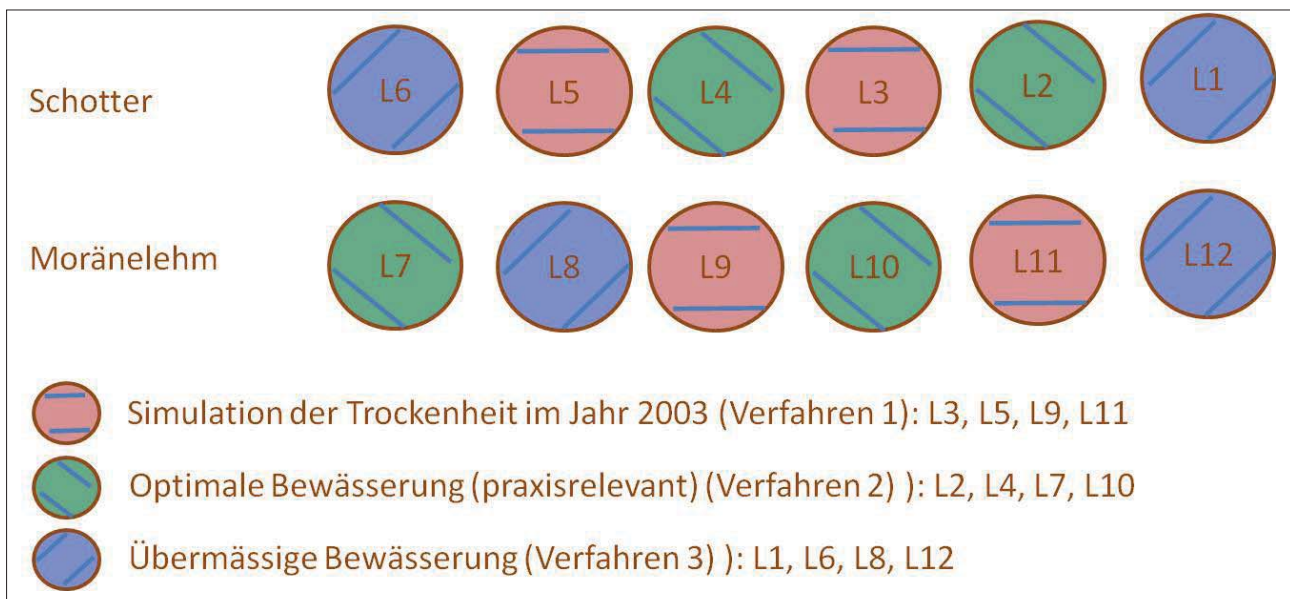 Schotter L6 L5 L4 L3 L2 L1
Moränelehm L7 L8 L9 L10 L11 L12
Simulation der Trockenheit im Jahr 2003 (Verfahren 1): L3, L5, L9, L11
Optimale Bewässerung (praxisrelevant) (Verfahren 2) ): L2, L4, L7, L10
Übermässige Bewässerung (Verfahren 3) ): L1, L6, L8, L12